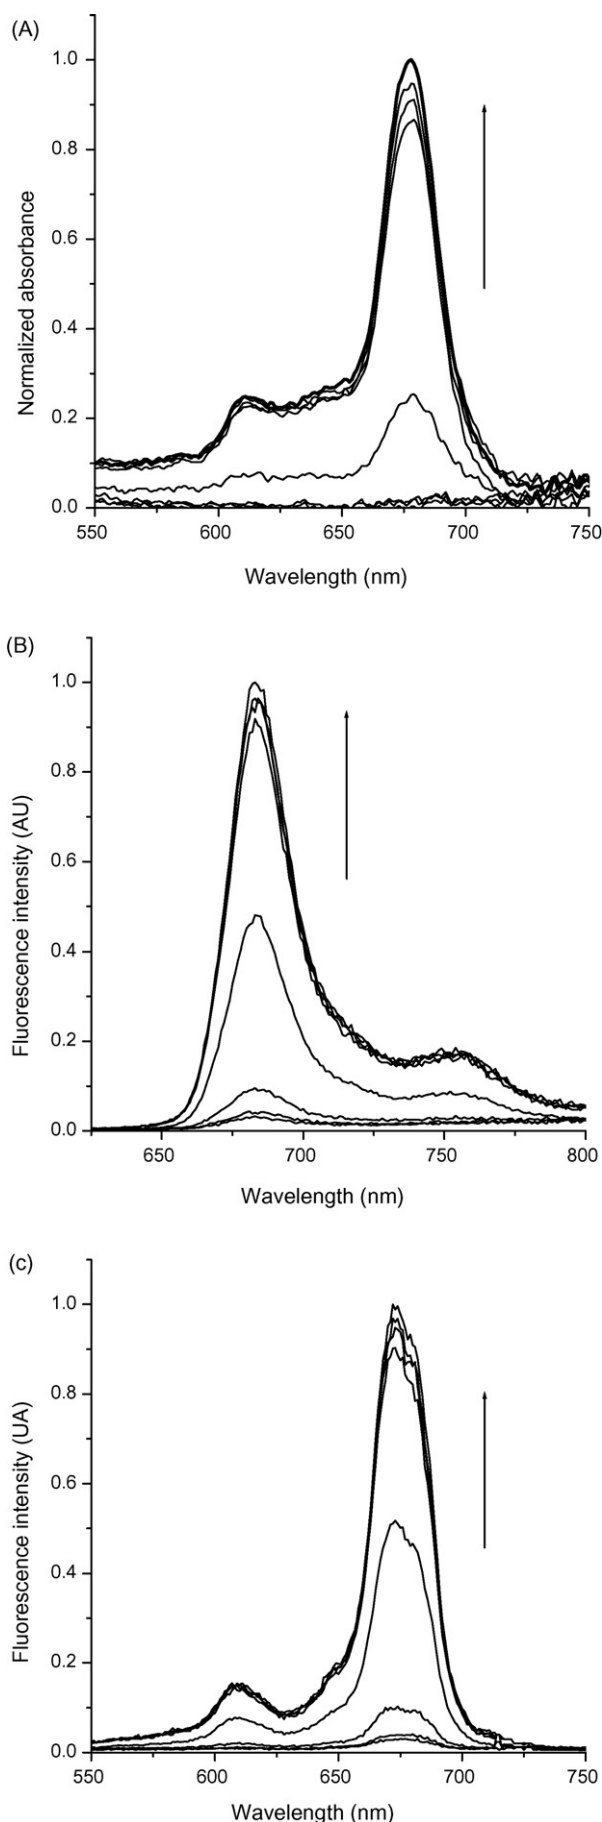 (A)
1.0
0.8
0.6
0.4
0.2
0.0
Normalized absorbance
550 600 650 700 750
Wavelength (nm)
(B)
1.0
0.8
0.6
0.4
0.2
0.0
Fluorescence intensity (AU)
650 700 750 800
Wavelength (nm)
(c)
1.0
0.8
0.6
0.4
0.2
0.0
Fluorescence intensity (UA)
550 600 650 700 750
Wavelength (nm)